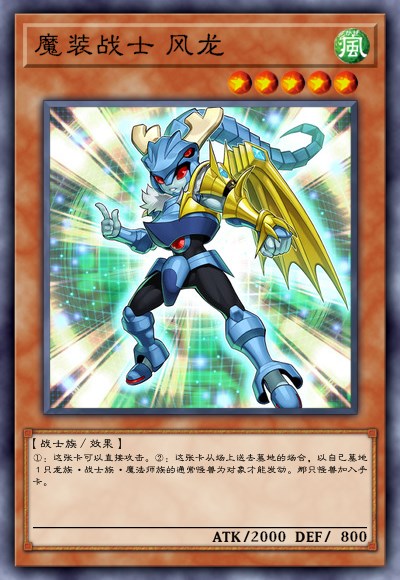 魔装战士 风龙
風
【战士族/效果】
①：这张卡可以直接攻击。②：这张卡从场上送去墓地的场合，以自己墓地
1只龙族·战士族·魔法师族的通常怪兽为对象才能发动。那只怪兽加入手
卡。
ATK/2000 DEF/ 800